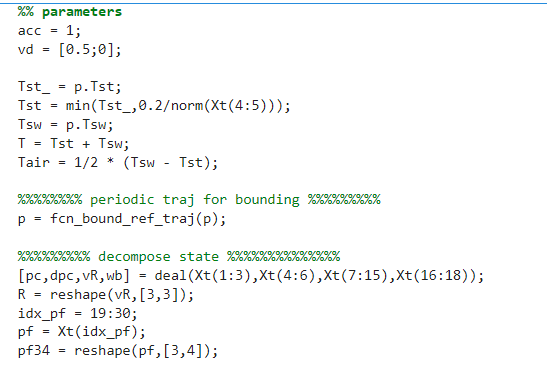 %% parameters
acc = 1;
vd = [0.5;0];
Tst_ = p.Tst;
Tst = min(Tst_,0.2/norm(Xt(4:5)));
Tsw = p.Tsw;
T = Tst + Tsw;
Tair = 1/2 * (Tsw - Tst);
%%%%%%%% periodic traj for bounding %%%%%%%%%
p = fcn_bound_ref_traj(p);
%%%%%%%%% decompose state %%%%%%%%%%%%%%
[pc,dpc,vR,wb] = deal(Xt(1:3),Xt(4:6),Xt(7:15),Xt(16:18));
R = reshape(vR,[3,3]);
idx_pf = 19:30;
pf = Xt(idx_pf);
pf34 = reshape(pf,[3,4]);